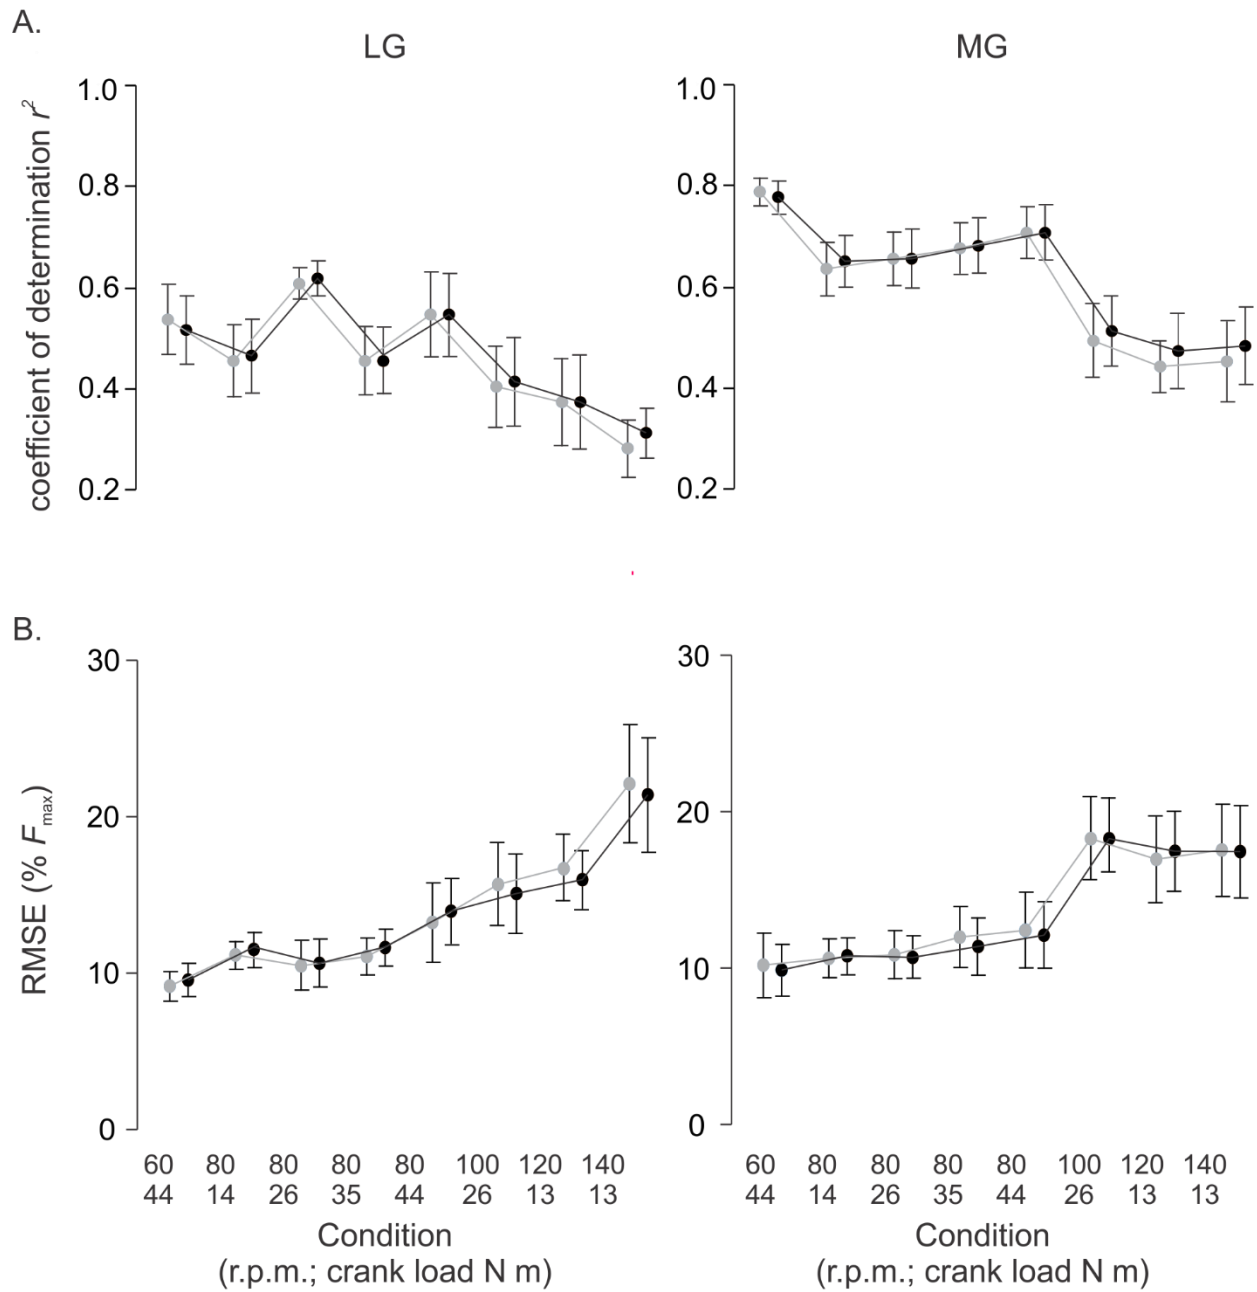 A.
LG
MG
coefficient of determination r²
1.0
0.8
0.6
0.4
0.2
1.0
0.8
0.6
0.4
0.2
B.
RMSE (% Fmax)
30
20
10
0
30
20
10
0
60 80 80 80 80 100 120 140
44 14 26 35 44 26 13 13
Condition
(r.p.m.; crank load N m)
60 80 80 80 80 100 120 140
44 14 26 35 44 26 13 13
Condition
(r.p.m.; crank load N m)